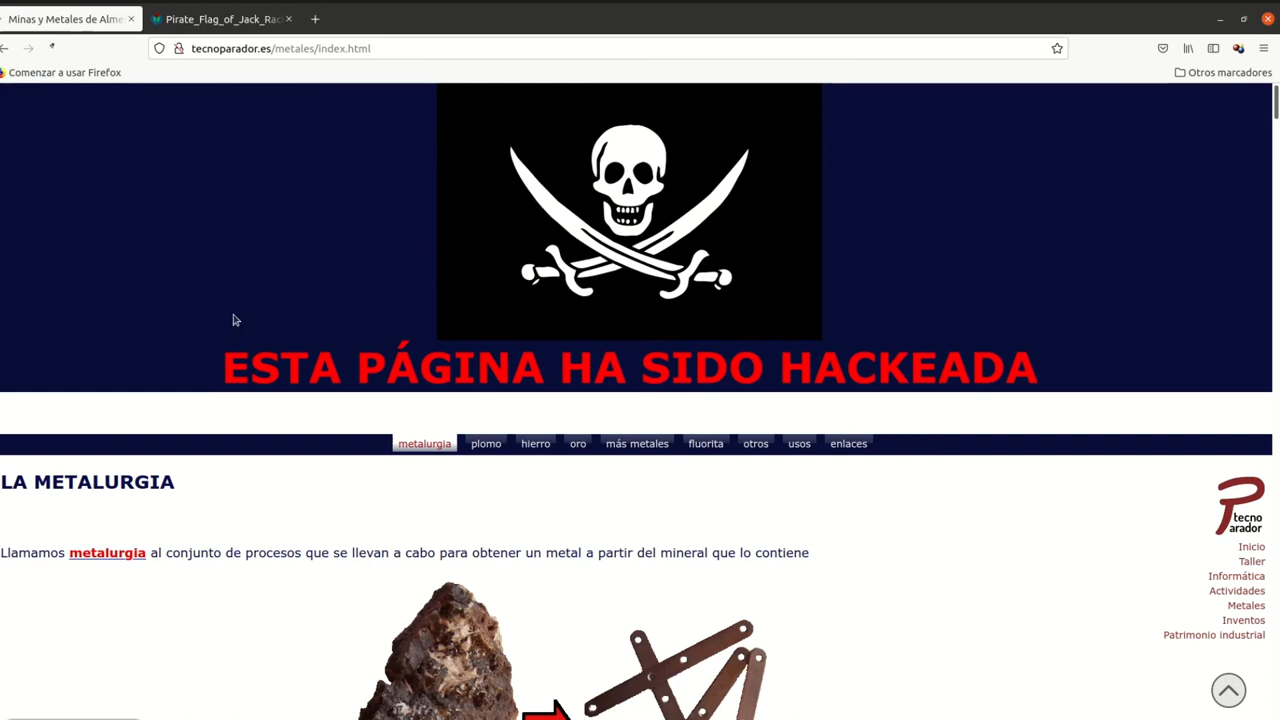 Minas y Metales de Alme
Pirate_Flag_of_Jack_Rac
tecnoparador.es/metales/index.html
Comenzar a usar Firefox
Otros marcadores
ESTA PÁGINA HA SIDO HACKEADA
metalurgia plomo hierro oro más metales fluorita otros usos enlaces
LA METALURGIA
Llamamos metalurgia al conjunto de procesos que se llevan a cabo para obtener un metal a partir del mineral que lo contiene
tecno
arador
Inicio
Taller
Informática
Actividades
Metales
Inventos
Patrimonio industrial